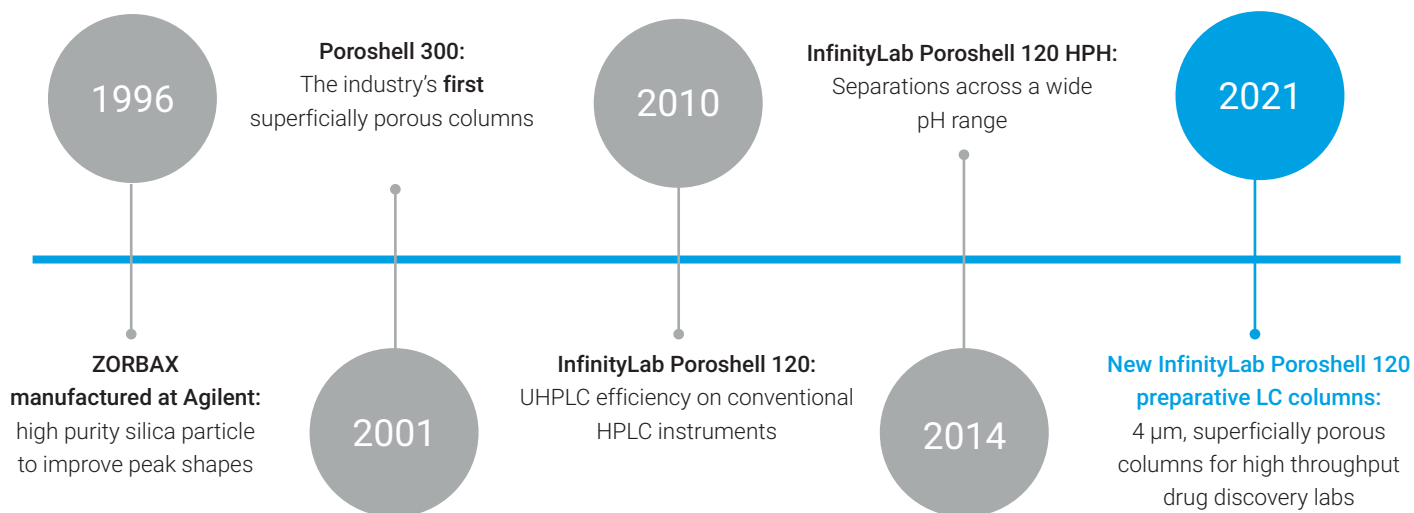 1996
ZORBAX
manufactured at Agilent:
high purity silica particle
to improve peak shapes
Poroshell 300:
The industry’s first
superficially porous columns
2001
2010
InfinityLab Poroshell 120:
UHPLC efficiency on conventional
HPLC instruments
InfinityLab Poroshell 120 HPH:
Separations across a wide
pH range
2014
2021
New InfinityLab Poroshell 120
preparative LC columns:
4 µm, superficially porous
columns for high throughput
drug discovery labs